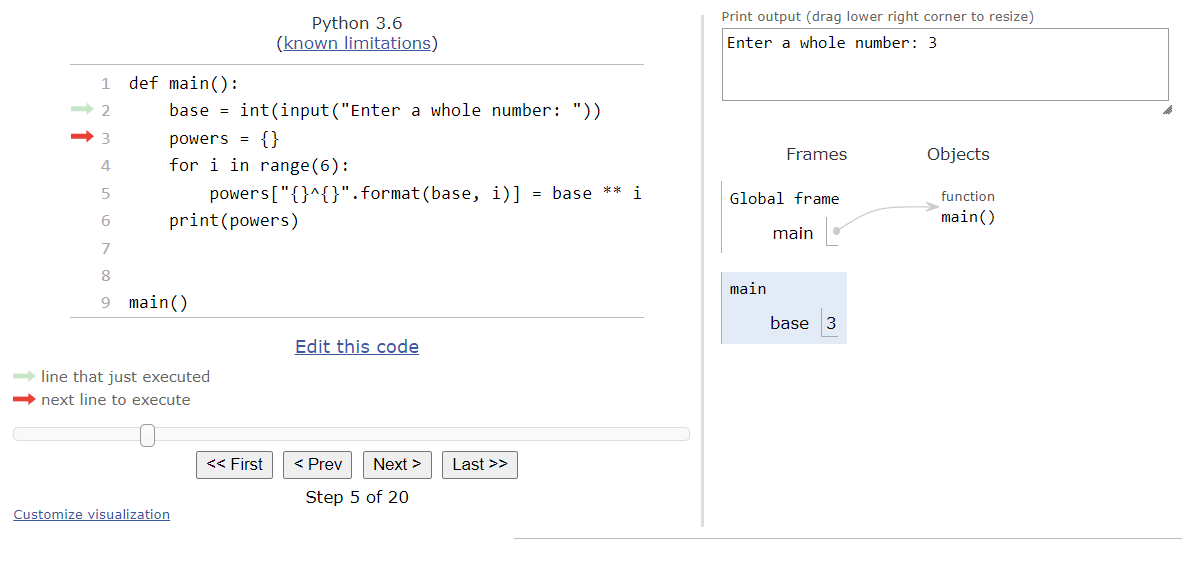 Python 3.6
(known limitations)
1 def main():
2     base = int(input("Enter a whole number: "))
3     powers = {}
4     for i in range(6):
5         powers["{}^{}".format(base, i)] = base ** i
6     print(powers)
7
8
9 main()
Edit this code
line that just executed
next line to execute
<< First < Prev Next > Last >>
Step 5 of 20
Customize visualization
Print output (drag lower right corner to resize)
Enter a whole number: 3
Frames Objects
Global frame
main
function
main()
main
base 3